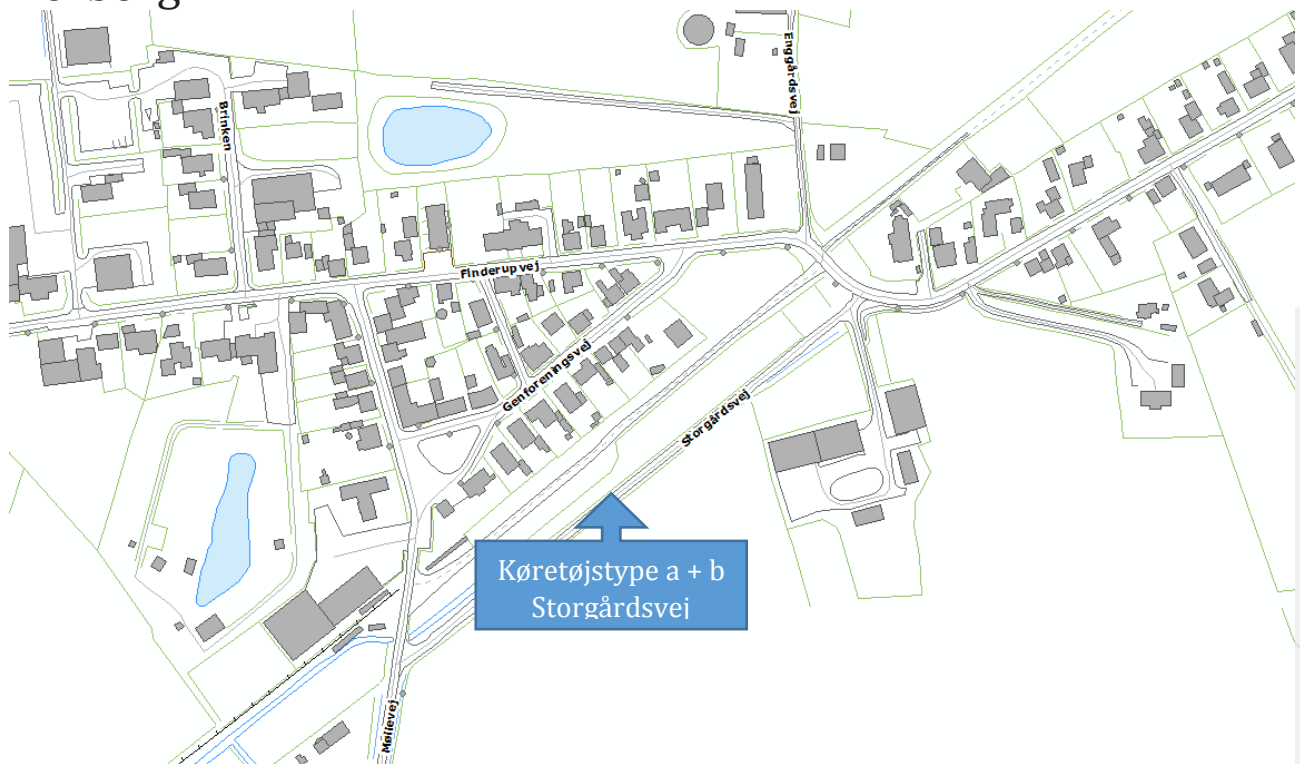 Enggårdsvej
Brinken
Finderupvej
Genforeningsvej
Storgårdsvej
Køretøjstype a + b
Storgårdsvej
Møllevej